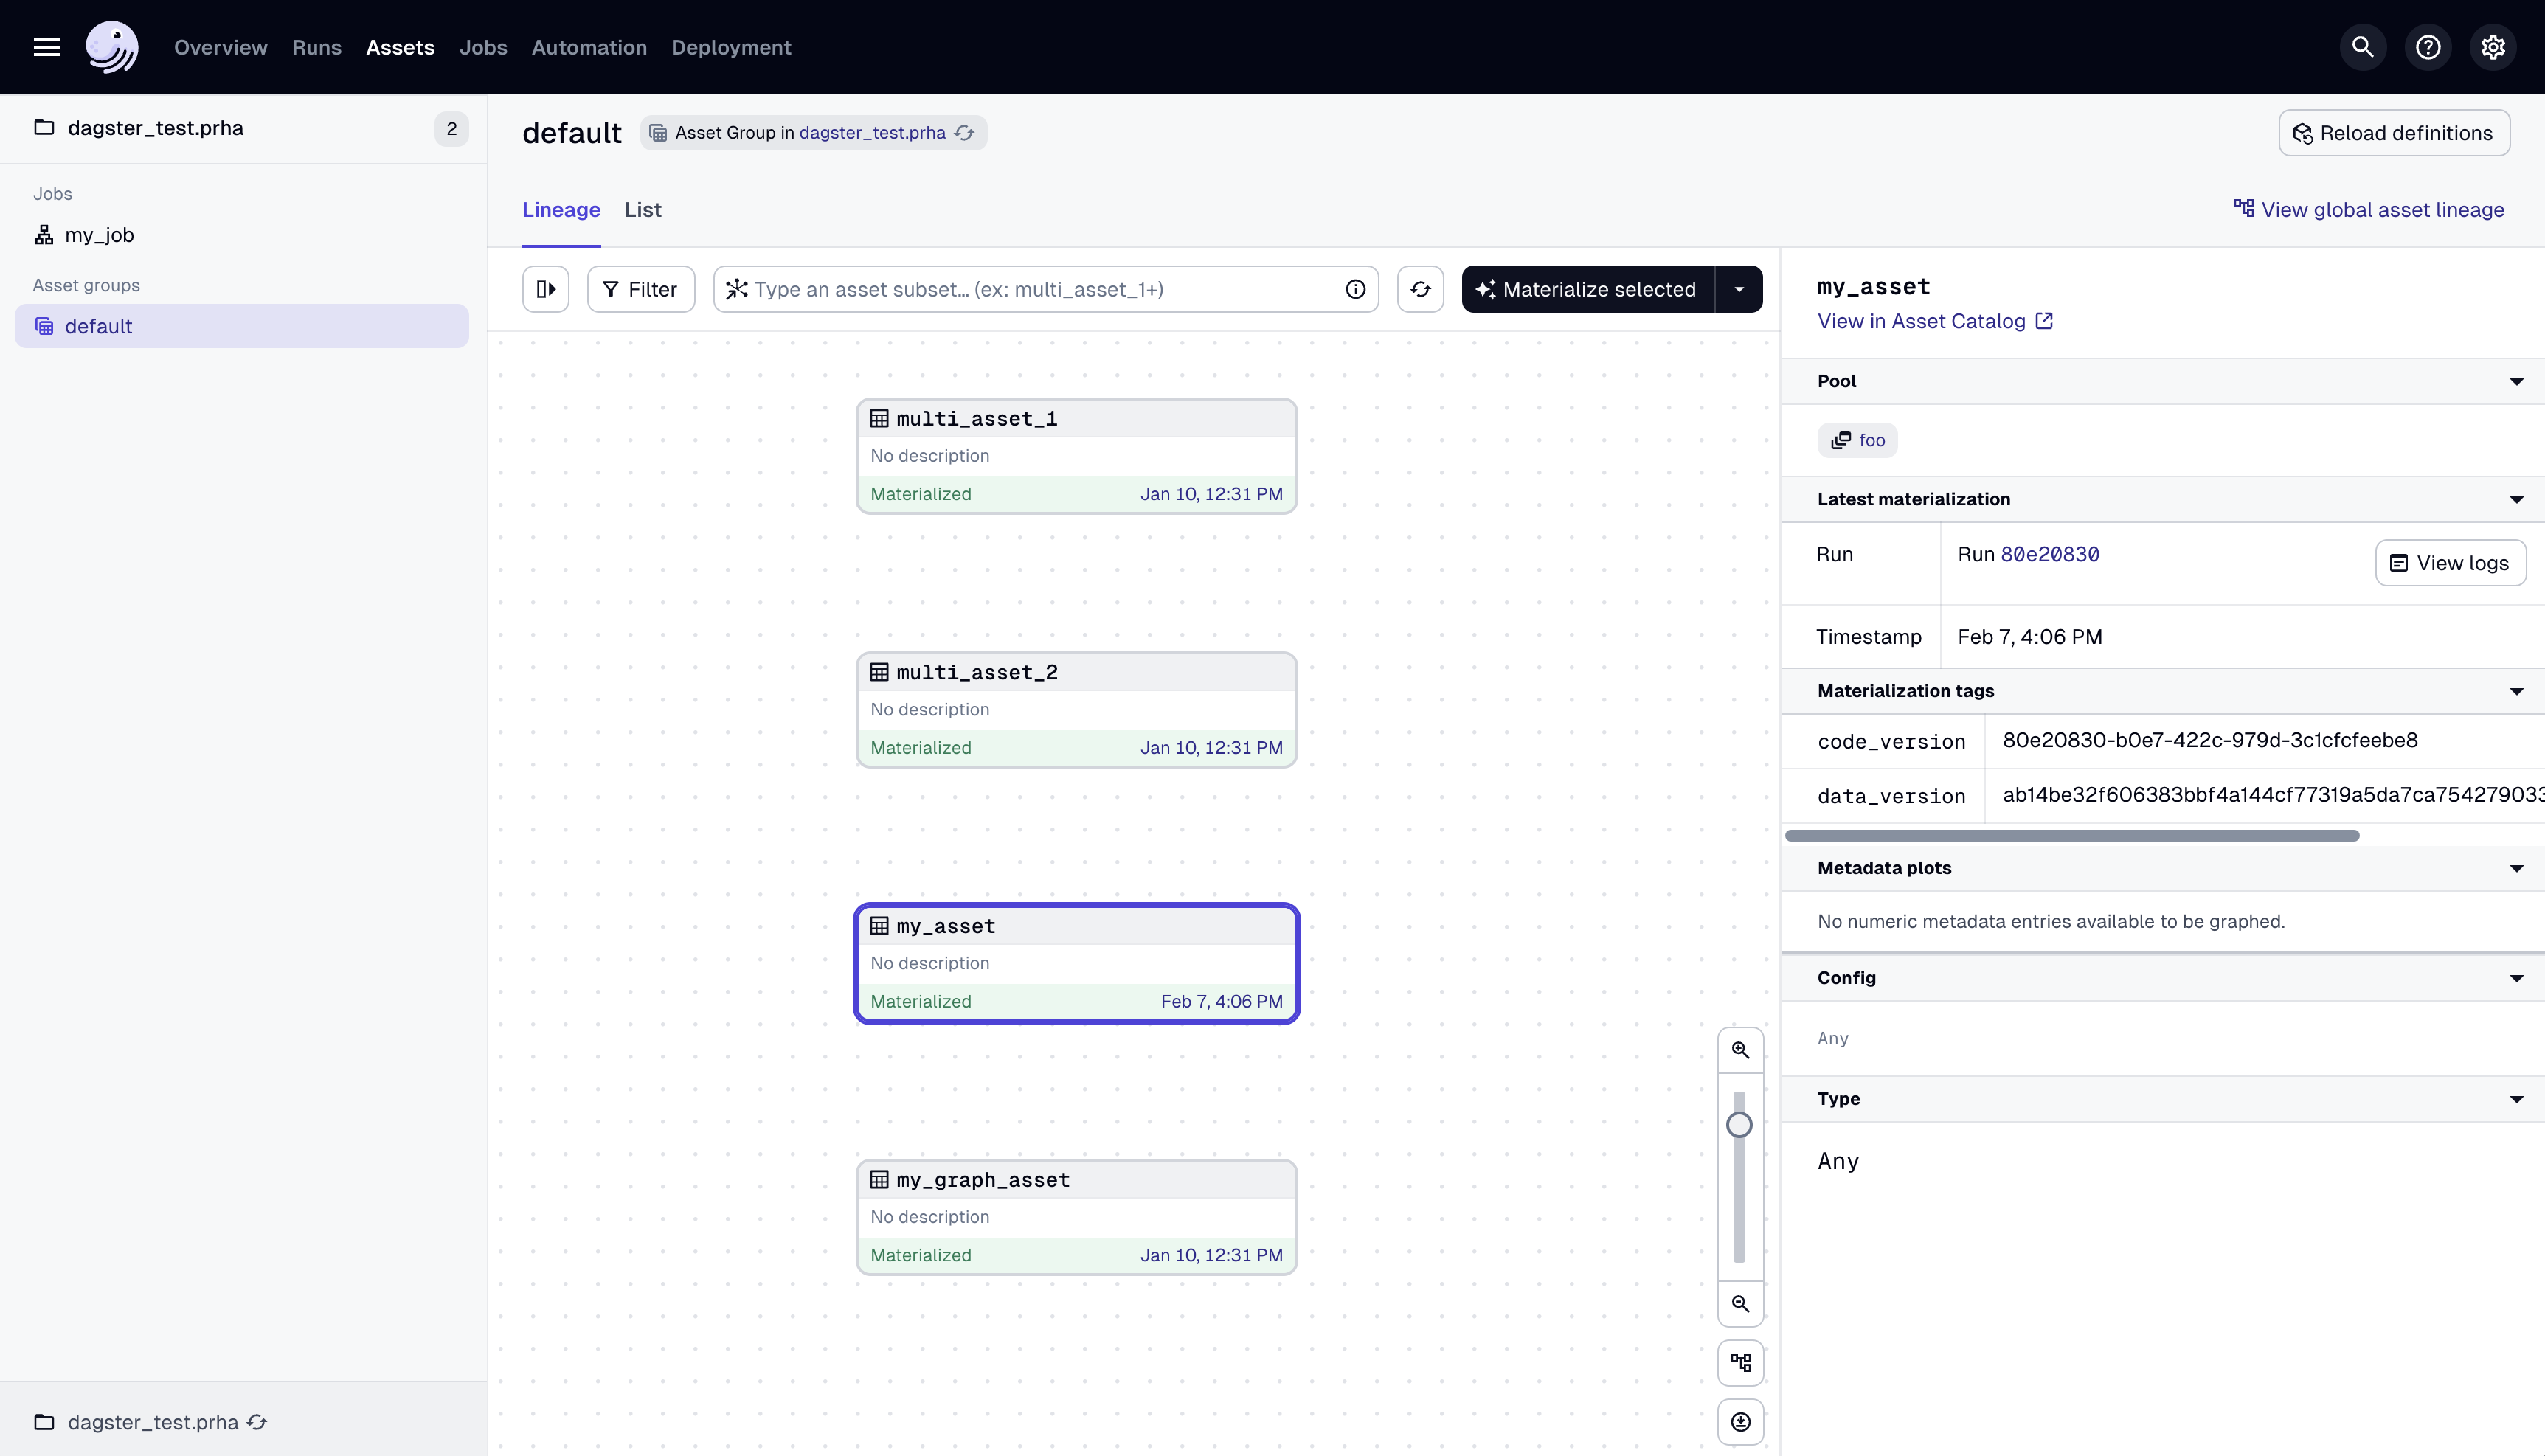 Overview Runs Assets Jobs Automation Deployment
dagster_test.prha 2
Jobs
my_job
Asset groups
default
dagster_test.prha
default Asset Group in dagster_test.prha Reload definitions
Lineage List View global asset lineage
Filter Type an asset subset... (ex: multi_asset_1+) Materialize selected
multi_asset_1
No description
Materialized Jan 10, 12:31 PM
multi_asset_2
No description
Materialized Jan 10, 12:31 PM
my_asset
No description
Materialized Feb 7, 4:06 PM
my_graph_asset
No description
Materialized Jan 10, 12:31 PM
my_asset
View in Asset Catalog
Pool
foo
Latest materialization
Run Run 80e20830 View logs
Timestamp Feb 7, 4:06 PM
Materialization tags
code_version 80e20830-b0e7-422c-979d-3c1cfcfeebe8
data_version ab14be32f606383bbf4a144cf77319a5da7ca754279033
Metadata plots
No numeric metadata entries available to be graphed.
Config
Any
Type
Any